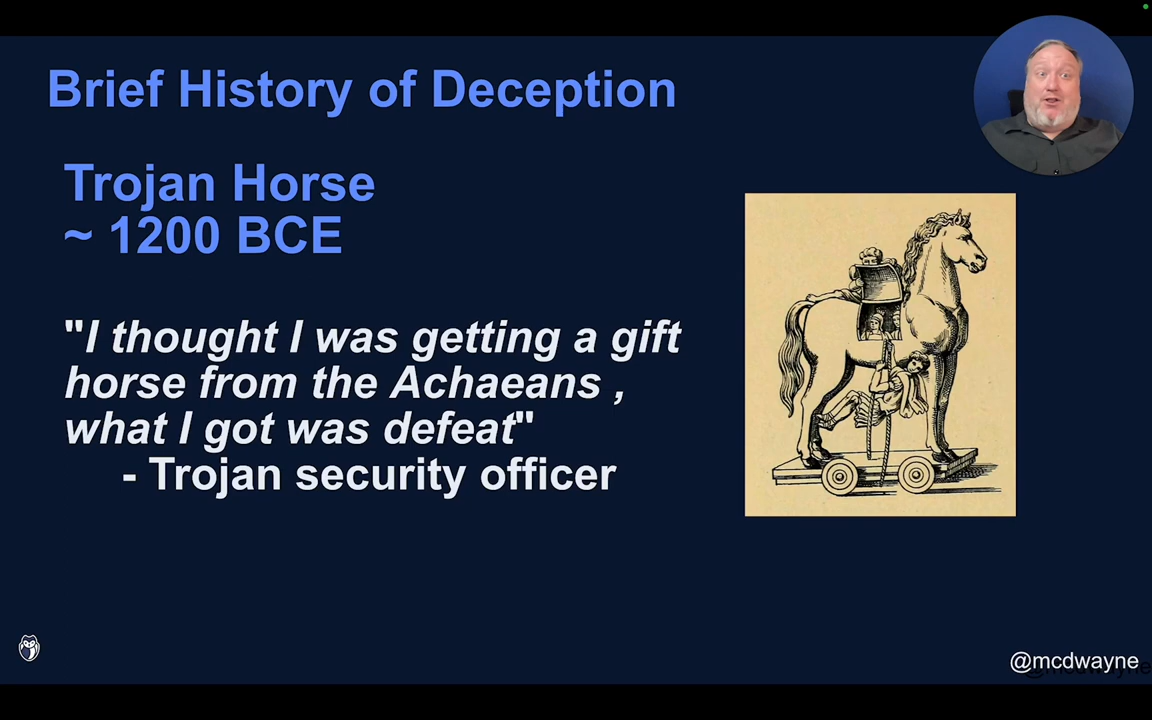 Brief History of Deception
Trojan Horse
~ 1200 BCE
"I thought I was getting a gift
horse from the Achaeans ,
what I got was defeat"
- Trojan security officer
@mcdwayne